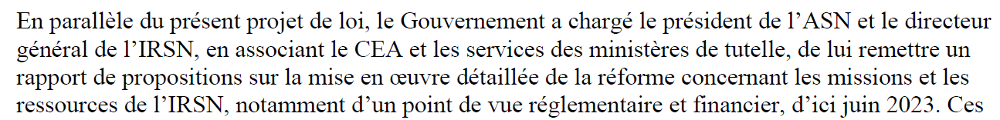 En parallèle du présent projet de loi, le Gouvernement a chargé le président de l’ASN et le directeur
général de l’IRSN, en associant le CEA et les services des ministères de tutelle, de lui remettre un
rapport de propositions sur la mise en œuvre détaillée de la réforme concernant les missions et les
ressources de l’IRSN, notamment d’un point de vue réglementaire et financier, d’ici juin 2023. Ces